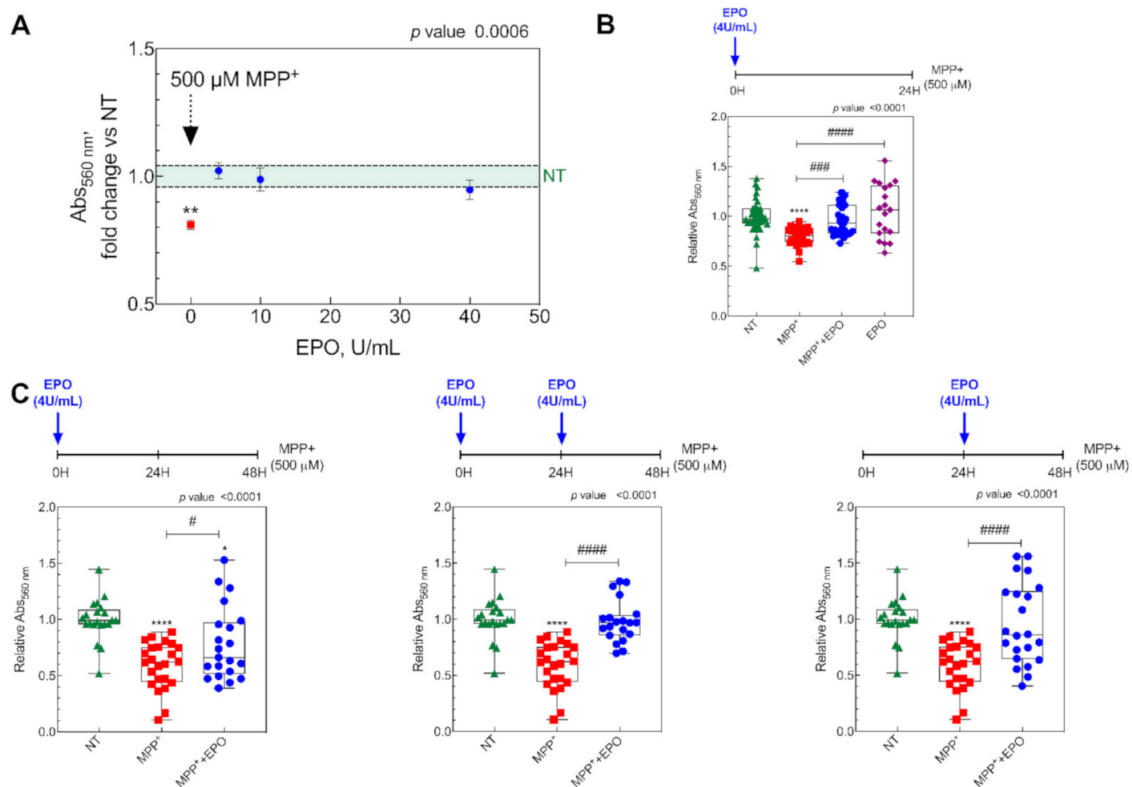 A
p value 0.0006
1.5
500 µM MPP⁺
Abs560 nm,
fold change vs NT
1.0
NT
**
0.5
0 10 20 30 40 50
EPO, U/mL
B
EPO
(4U/mL)
0H 24H
MPP+
(500 µM)
p value <0.0001
2.0
####
###
1.5
****
1.0
Relative Abs560 nm
0.5
0.0
NT MPP⁺ MPP⁺+EPO EPO
C
EPO
(4U/mL)
0H 24H 48H
MPP+
(500 µM)
p value <0.0001
2.0
#
*
1.5
****
1.0
Relative Abs560 nm
0.5
0.0
NT MPP⁺ MPP⁺+EPO
EPO EPO
(4U/mL) (4U/mL)
0H 24H 48H
MPP+
(500 µM)
p value <0.0001
2.0
####
1.5
****
1.0
Relative Abs560 nm
0.5
0.0
NT MPP⁺ MPP⁺+EPO
EPO
(4U/mL)
0H 24H 48H
MPP+
(500 µM)
p value <0.0001
2.0
####
1.5
****
1.0
Relative Abs560 nm
0.5
0.0
NT MPP⁺ MPP⁺+EPO